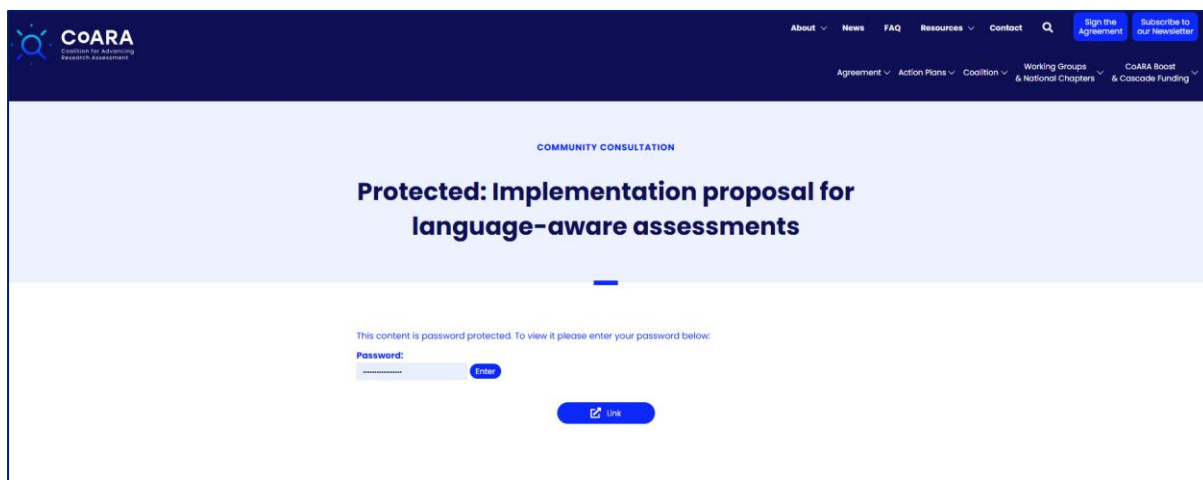 COARA
Coalition for Advancing
Research Assessment
About
News
FAQ
Resources
Contact
Sign the
Agreement
Subscribe to
our Newsletter
Agreement
Action Plans
Coalition
Working Groups
& National Chapters
CoARA Boost
& Cascade Funding
COMMUNITY CONSULTATION
Protected: Implementation proposal for
language-aware assessments
This content is password protected. To view it please enter your password below:
Password:
Enter
Link